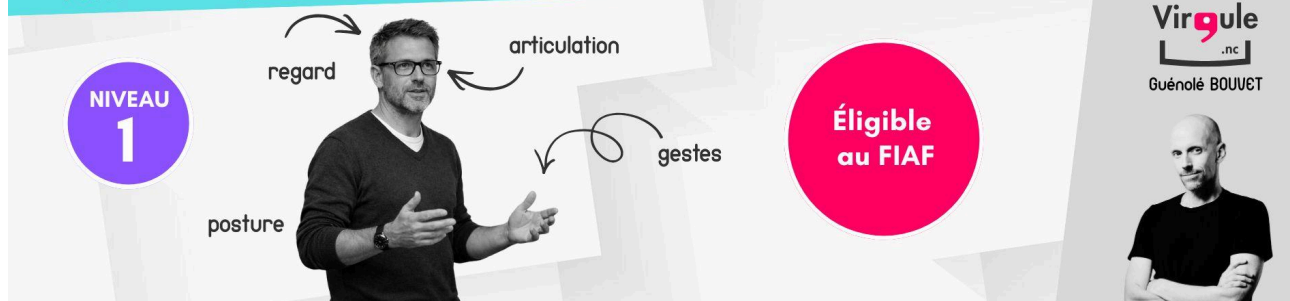 NIVEAU
1
regard
articulation
gestes
posture
Éligible
au FIAF
Virgule
.nc
Guénolé BOUVET